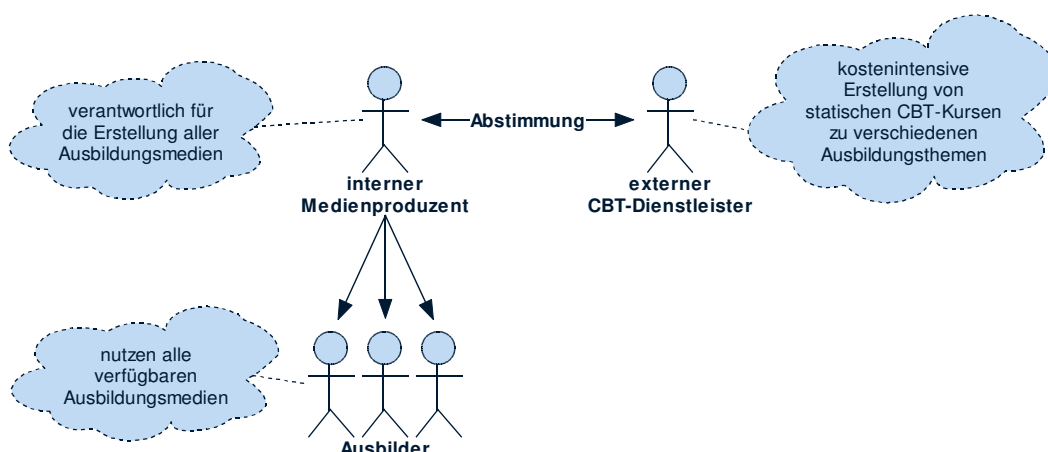 verantwortlich für
die Erstellung aller
Ausbildungsmedien
Abstimmung
kostenintensive
Erstellung von
statischen CBT-Kursen
zu verschiedenen
Ausbildungsthemen
interner
Medienproduzent
externer
CBT-Dienstleister
nutzen alle
verfügbaren
Ausbildungsmedien
Ausbilder